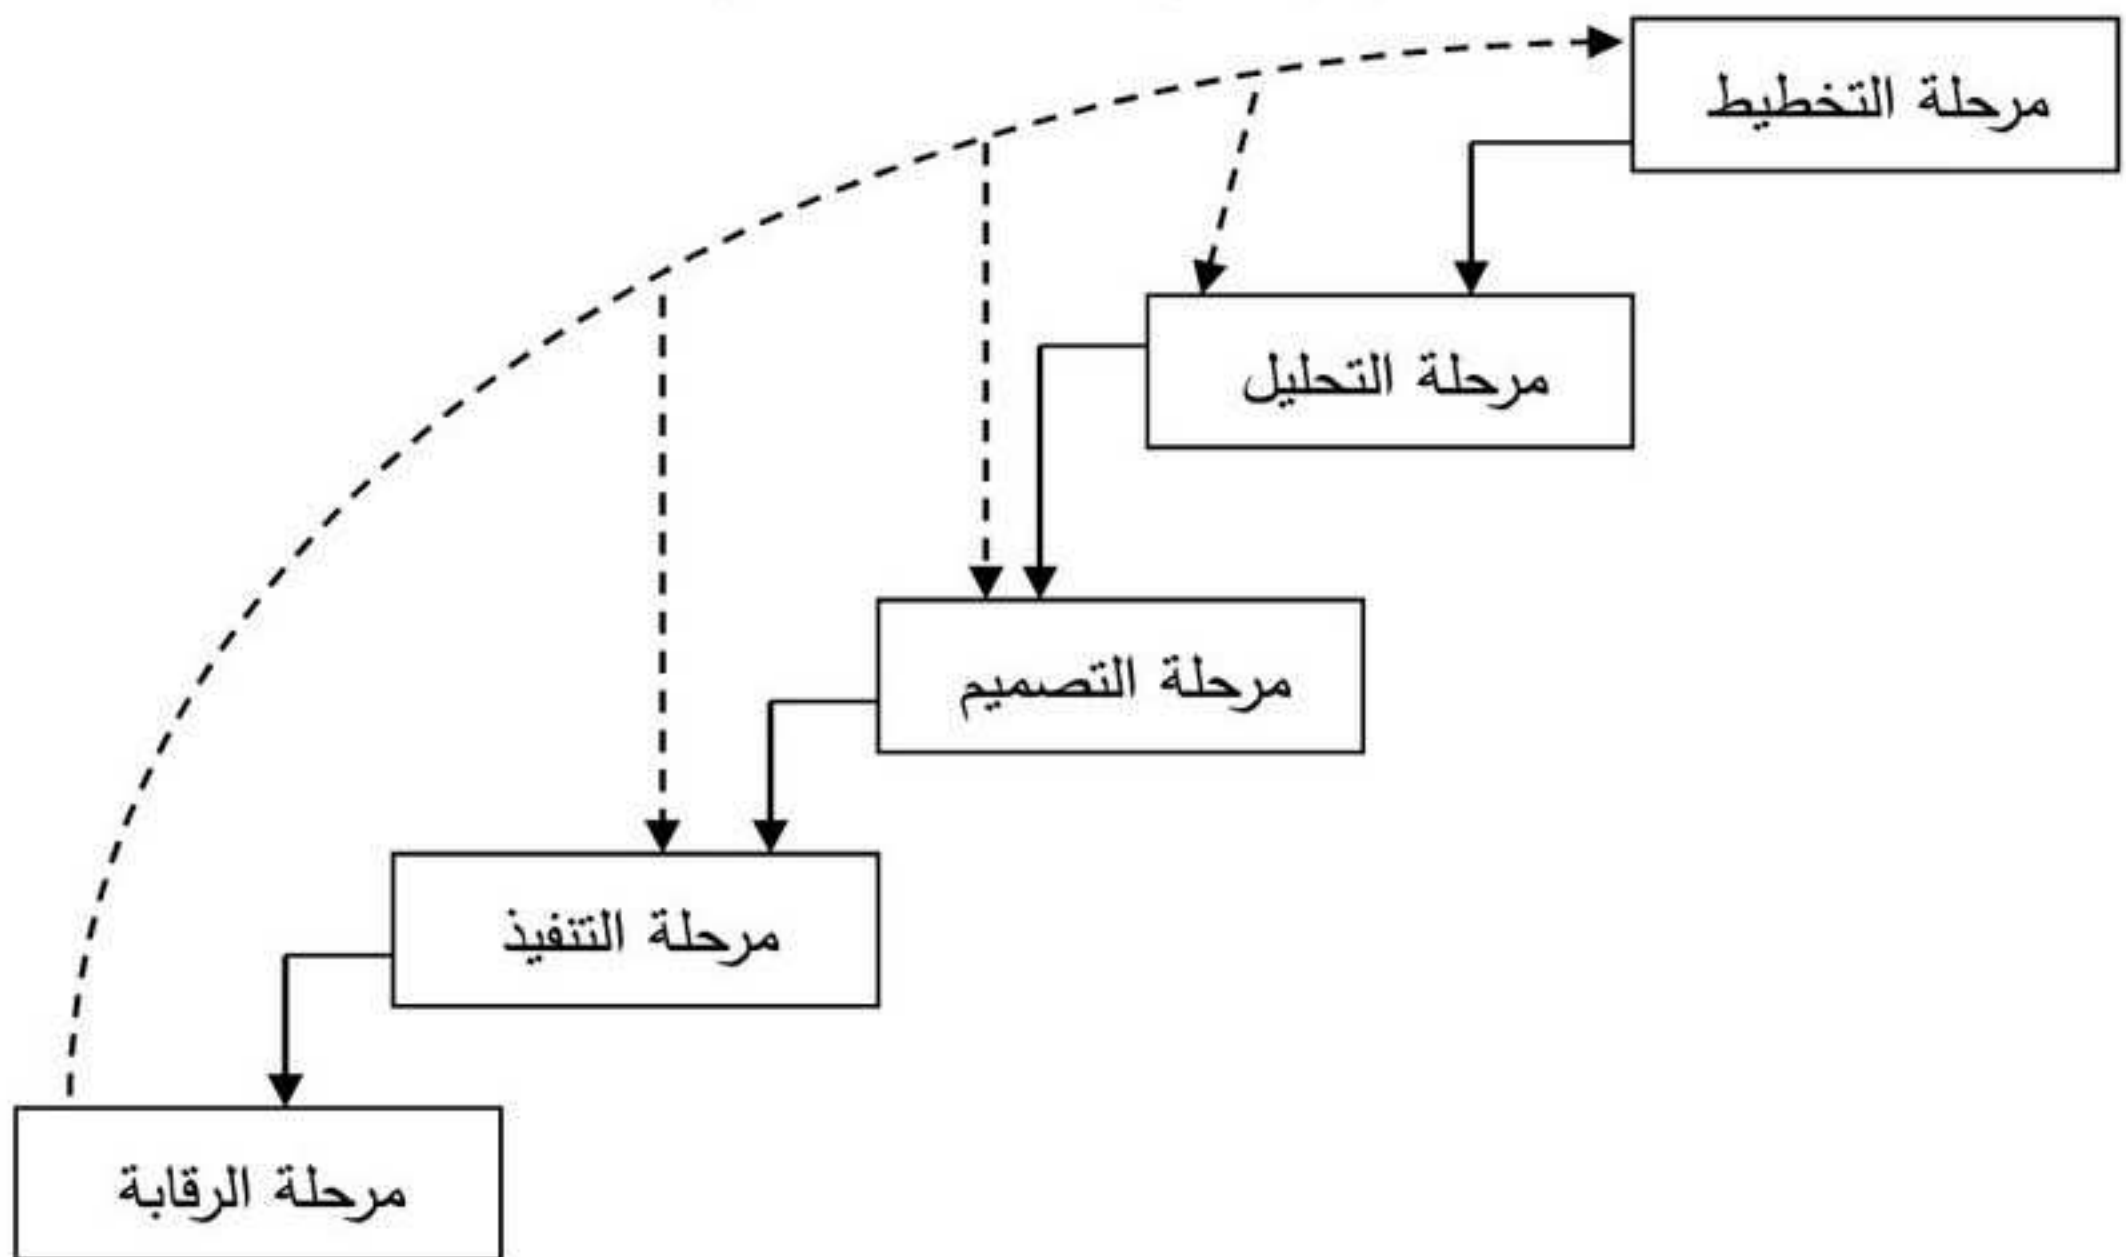 مرحلة التخطيط
مرحلة التحليل
مرحلة التصميم
مرحلة التنفيذ
مرحلة الرقابة